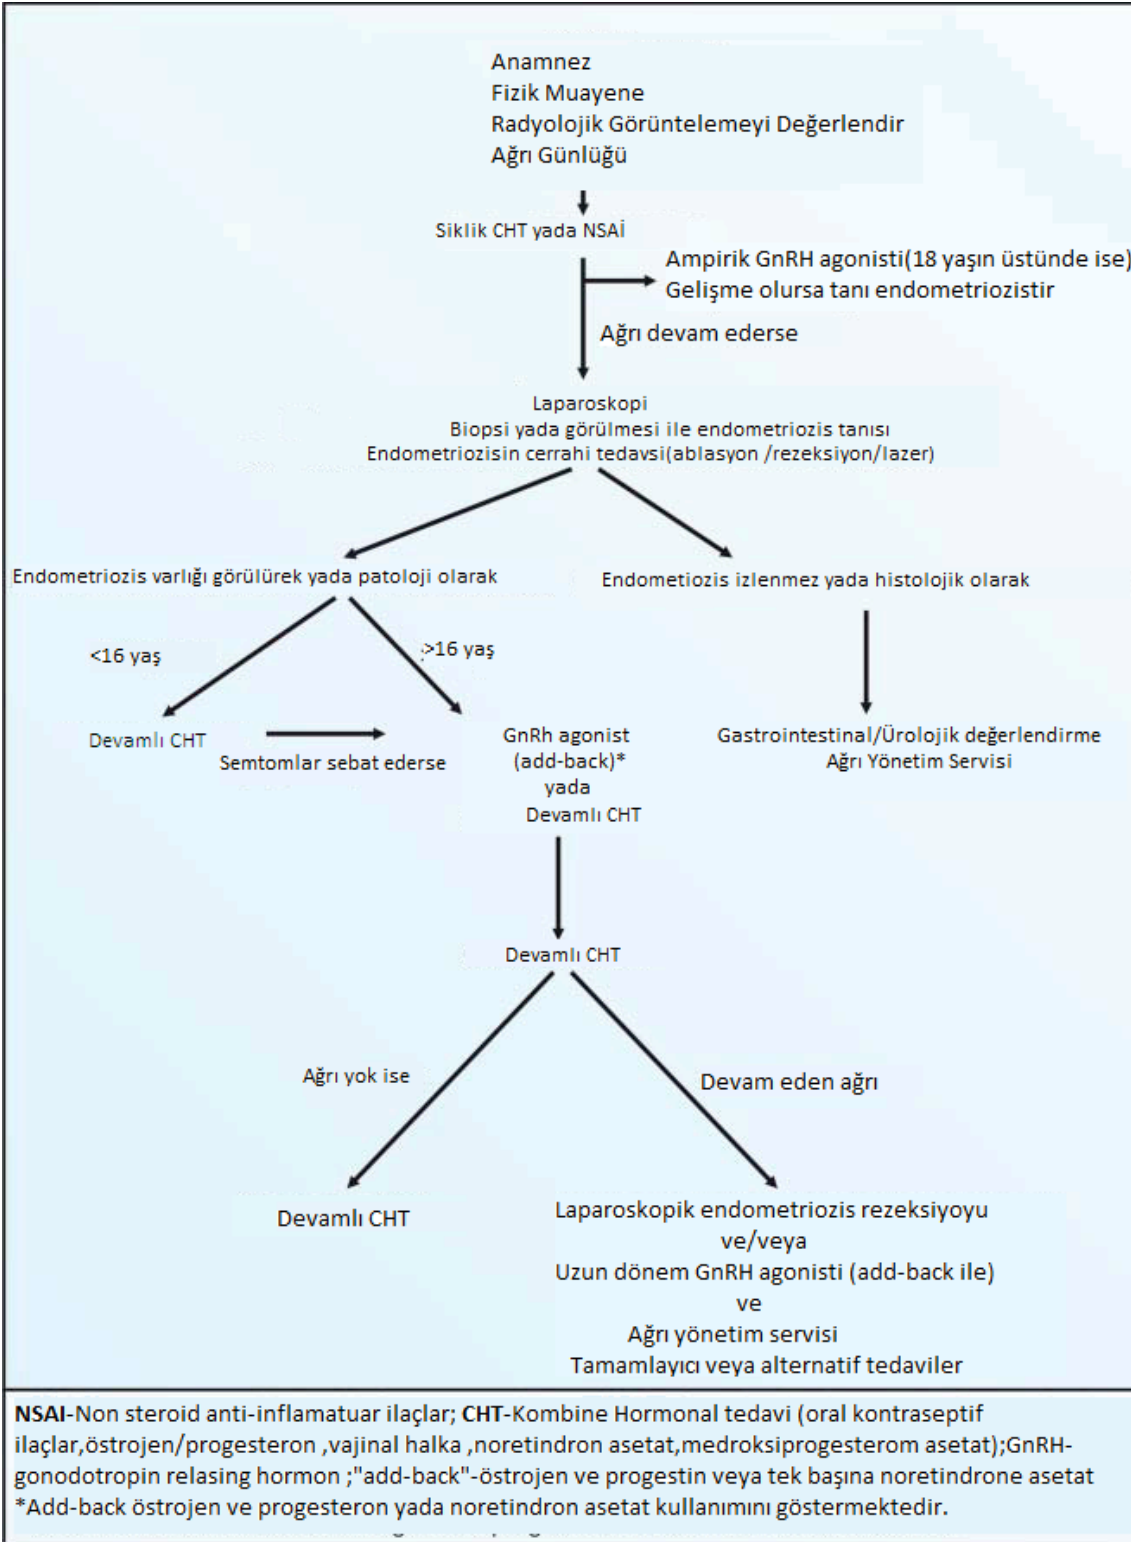 Anamnez
Fizik Muayene
Radyolojik Görüntelemeyi Değerlendir
Ağrı Günlüğü
Siklik CHT yada NSAİ
Ampirik GnRH agonisti(18 yaşın üstünde ise)
Gelişme olursa tanı endometriozistir
Ağrı devam ederse
Laparoskopi
Biopsi yada görülmesi ile endometriozis tanısı
Endometriozisin cerrahi tedavsi(ablasyon /rezeksiyon/lazer)
Endometriozis varlığı görülürek yada patoloji olarak
Endometiozis izlenmez yada histolojik olarak
<16 yaş
>16 yaş
Devamlı CHT
Semtomlar sebat ederse
GnRh agonist
(add-back)*
yada
Devamlı CHT
Gastrointestinal/Ürolojik değerlendirme
Ağrı Yönetim Servisi
Devamlı CHT
Ağrı yok ise
Devam eden ağrı
Devamlı CHT
Laparoskopik endometriozis rezeksiyoyu
ve/veya
Uzun dönem GnRH agonisti (add-back ile)
ve
Ağrı yönetim servisi
Tamamlayıcı veya alternatif tedaviler
NSAI-Non steroid anti-inflamatuar ilaçlar; CHT-Kombine Hormonal tedavi (oral kontraseptif
ilaçlar,östrojen/progesteron ,vajinal halka ,noretindron asetat,medroksiprogesterom asetat);GnRH-
gonodotropin relasing hormon ;"add-back"-östrojen ve progestin veya tek başına noretindrone asetat
*Add-back östrojen ve progesteron yada noretindron asetat kullanımını göstermektedir.